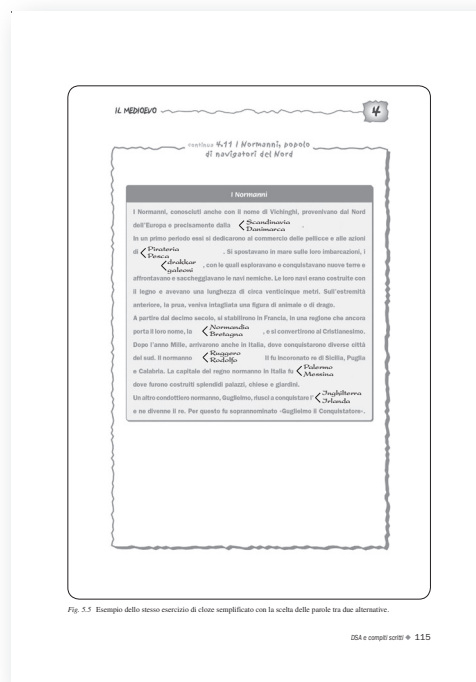 IL MEDIOEVO
4
continua 4.11 I Normanni, popolo
di navigatori del Nord
I Normanni
I Normanni, conosciuti anche con il nome di Vichinghi, provenivano dal Nord
dell'Europa e precisamente dalla < Scandinavia
Danimarca .
In un primo periodo essi si dedicarono al commercio delle pellicce e alle azioni
di < Pirateria
Pesca . Si spostavano in mare sulle loro imbarcazioni, i
< drakkar
galeoni , con le quali esploravano e conquistavano nuove terre e
affrontavano e saccheggiavano le navi nemiche. Le loro navi erano costruite con
il legno e avevano una lunghezza di circa venticinque metri. Sull'estremità
anteriore, la prua, veniva intagliata una figura di animale o di drago.
A partire dal decimo secolo, si stabilirono in Francia, in una regione che ancora
porta il loro nome, la < Normandia
Bretagna , e si convertirono al Cristianesimo.
Dopo l'anno Mille, arrivarono anche in Italia, dove conquistarono diverse città
del sud. Il normanno < Ruggero
Rodolfo II fu incoronato re di Sicilia, Puglia
e Calabria. La capitale del regno normanno in Italia fu < Palermo
Messina
dove furono costruiti splendidi palazzi, chiese e giardini.
Un altro condottiero normanno, Guglielmo, riuscì a conquistare l' < Inghilterra
Irlanda
e ne divenne il re. Per questo fu soprannominato «Guglielmo il Conquistatore».
Fig. 5.5 Esempio dello stesso esercizio di cloze semplificato con la scelta delle parole tra due alternative.
DSA e compiti scritti ◆ 115